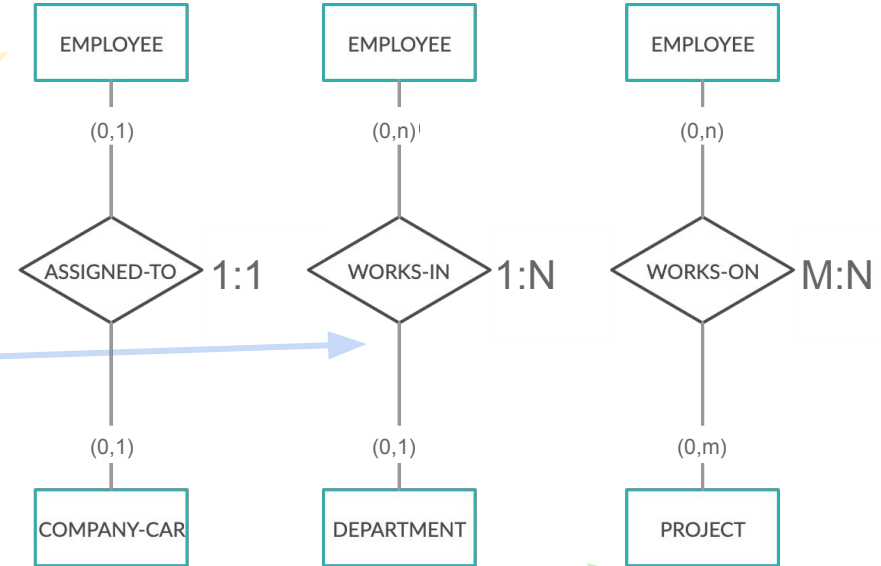 EMPLOYEE EMPLOYEE EMPLOYEE
(0,1) (0,n) (0,n)
ASSIGNED-TO 1:1 WORKS-IN 1:N WORKS-ON M:N
(0,1) (0,1) (0,m)
COMPANY-CAR DEPARTMENT PROJECT